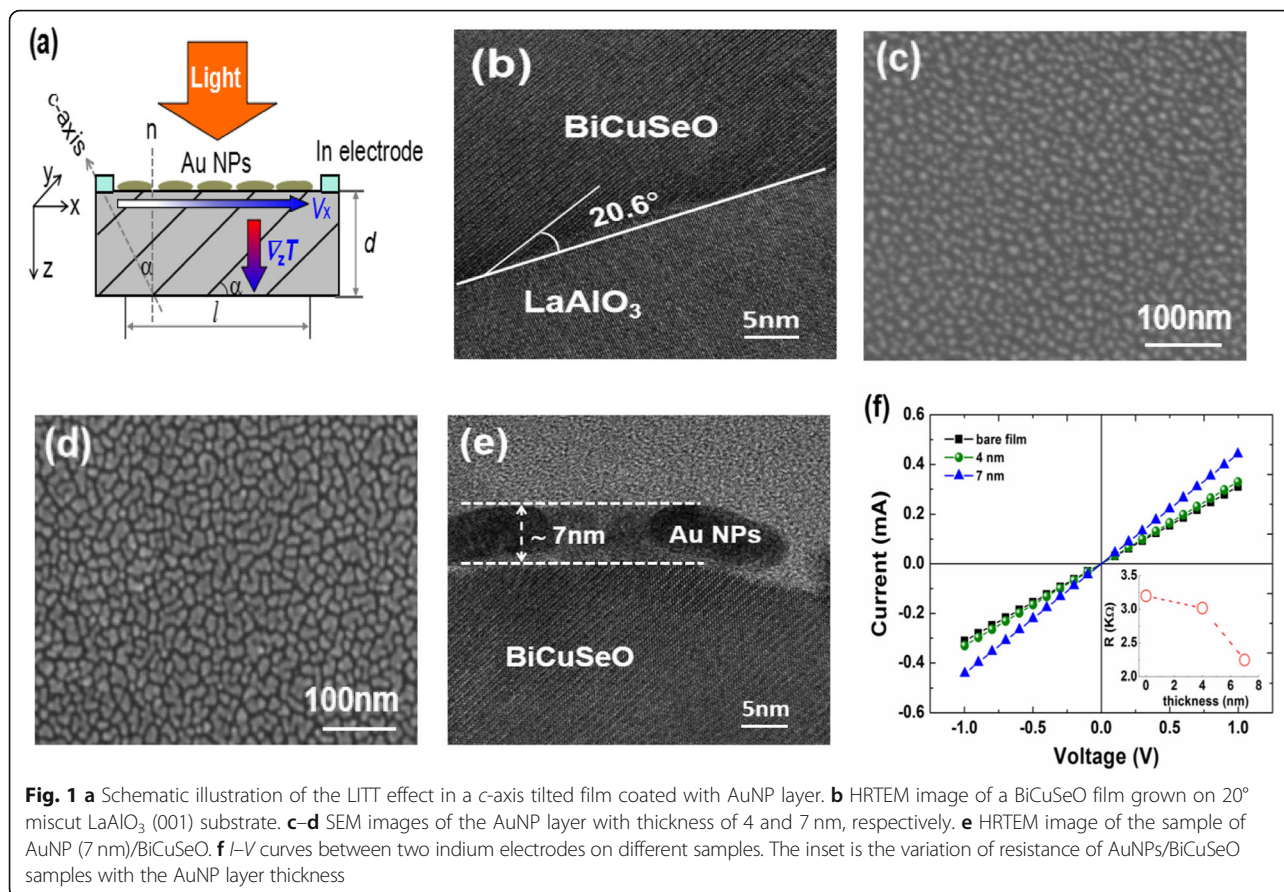 (a)
Light
c-axis
n
Au NPs
In electrode
y
x
z
Vx
∇zT
d
α
α
l
(b)
BiCuSeO
20.6°
LaAlO3
5nm
(c)
100nm
(d)
100nm
(e)
~ 7nm
Au NPs
BiCuSeO
5nm
(f)
Current (mA)
0.6
0.4
0.2
0.0
-0.2
-0.4
-0.6
bare film
4 nm
7 nm
R (KΩ)
3.5
3.0
2.5
2.0
0 2 4 6 8
thickness (nm)
-1.0 -0.5 0.0 0.5 1.0
Voltage (V)
Fig. 1 a Schematic illustration of the LITT effect in a c-axis tilted film coated with AuNP layer. b HRTEM image of a BiCuSeO film grown on 20°
miscut LaAlO3 (001) substrate. c–d SEM images of the AuNP layer with thickness of 4 and 7 nm, respectively. e HRTEM image of the sample of
AuNP (7 nm)/BiCuSeO. f I–V curves between two indium electrodes on different samples. The inset is the variation of resistance of AuNPs/BiCuSeO
samples with the AuNP layer thickness